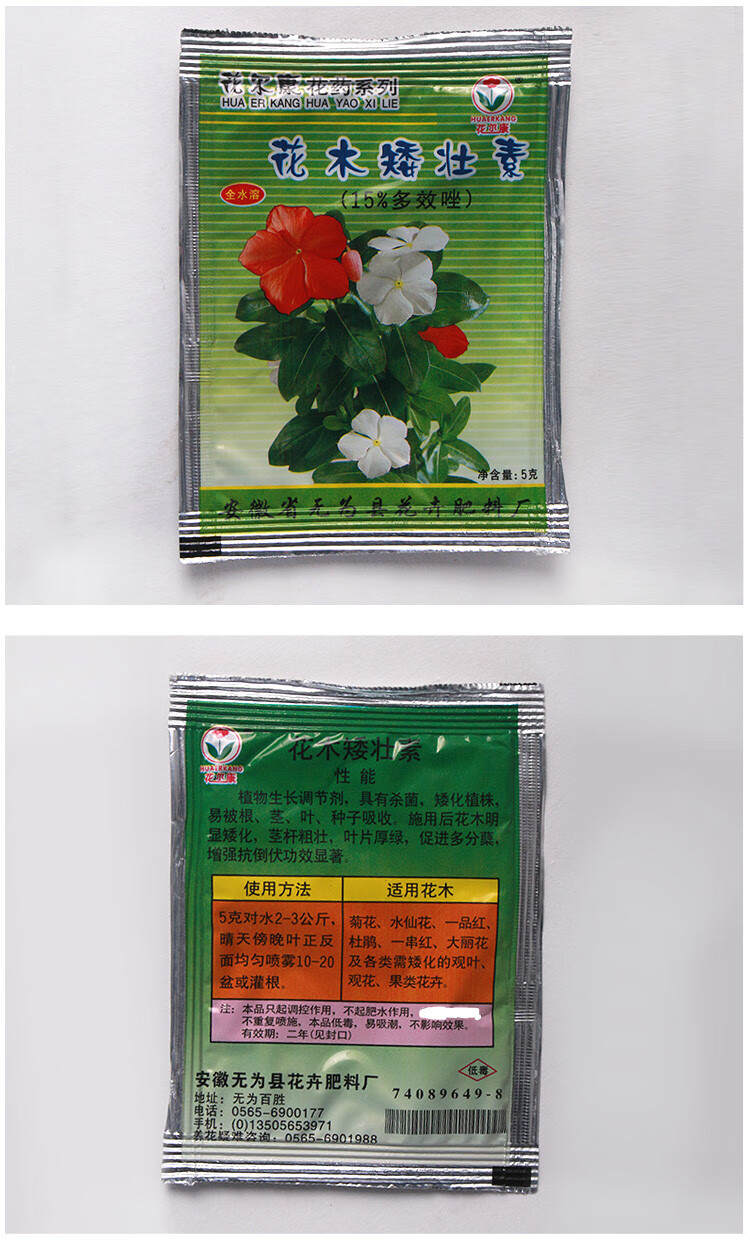 花尔康花药系列
HUA ER KANG HUA YAO XI LIE
HUAERKANG
花尔康
花木矮壮素
全水溶
(15%多效唑)
净含量:5克
安徽省无为县花卉肥料厂
HUAERKANG
花尔康
花木矮壮素
性能
植物生长调节剂,具有杀菌,矮化植株,
易被根、茎、叶、种子吸收。施用后花木明
显矮化,茎杆粗壮,叶片厚绿,促进多分蘖,
增强抗倒伏功效显著。
使用方法
5克对水2-3公斤,
晴天傍晚叶正反
面均匀喷雾10-20
盆或灌根。
适用花木
菊花、水仙花、一品红、
杜鹃、一串红、大丽花
及各类需矮化的观叶、
观花、果类花卉。
注:本品只起调控作用,不起肥水作用,
不重复喷施,本品低毒,易吸潮,不影响效果。
有效期:二年(见封口)
低毒
安徽无为县花卉肥料厂
地址:无为百胜
电话:0565-6900177
手机:(0)13505653971
养花疑难咨询:0565-6901988
74089649-8